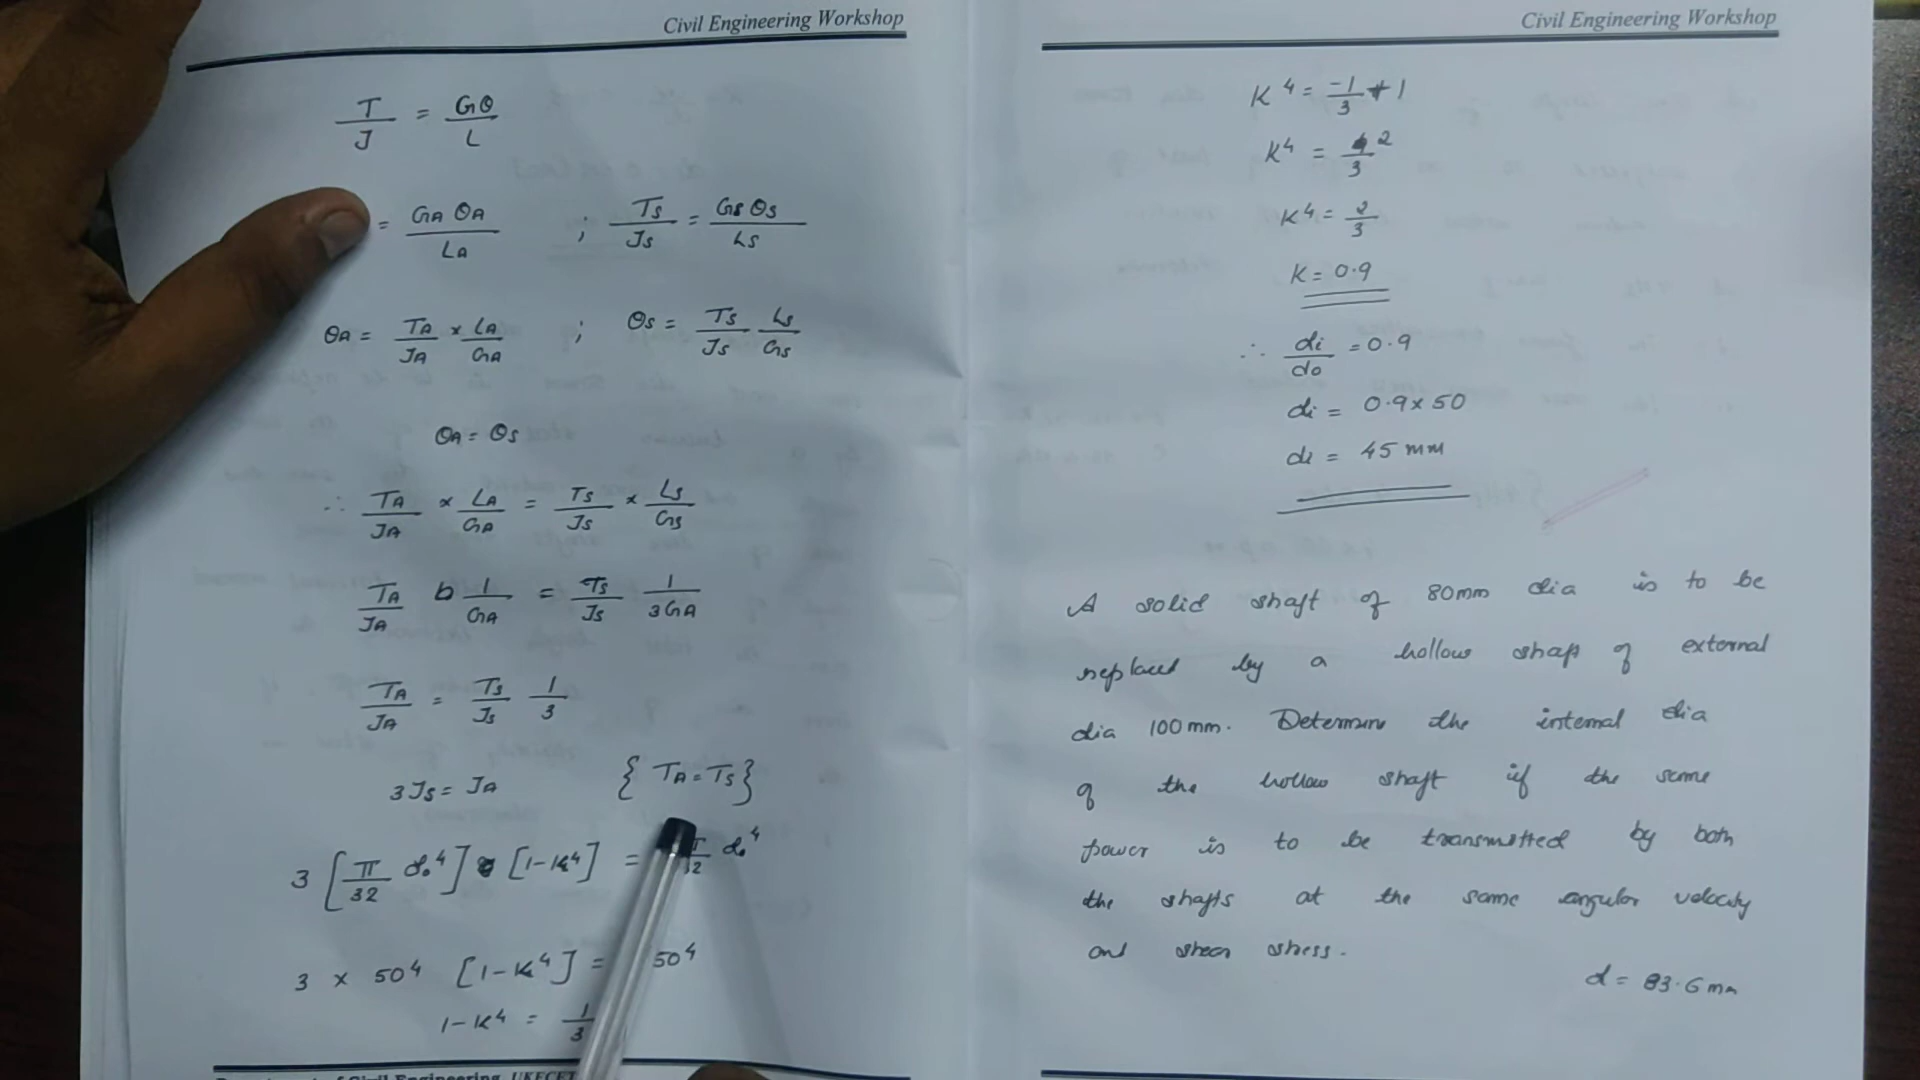 Civil Engineering Workshop
T/J = Gθ/L
= GA θA/LA ; Ts/Js = Gs θs/Ls
θA = TA/JA × LA/GA ; θs = Ts/Js Ls/Gs
θA = θs
∴ TA/JA × LA/GA = Ts/Js × Ls/Gs
TA/JA 1/GA = Ts/Js 1/3GA
TA/JA = Ts/Js 1/3
3Js = JA { TA = Ts }
3 [π/32 do⁴] [1-K⁴] = do⁴
3 × 50⁴ [1-K⁴] = 50⁴
1-K⁴ = 1/3
Civil Engineering Workshop
K⁴ = -1/3 + 1
K⁴ = 2/3
K⁴ = 2/3
K = 0.9
∴ di/do = 0.9
di = 0.9 × 50
di = 45 mm
A solid shaft of 80mm dia is to be
replaced by a hollow shap of external
dia 100mm. Determine the internal dia
of the hollow shaft if the same
power is to be transmitted by both
the shafts at the same angular velocity
and shear stress.
d = 83.6 mm